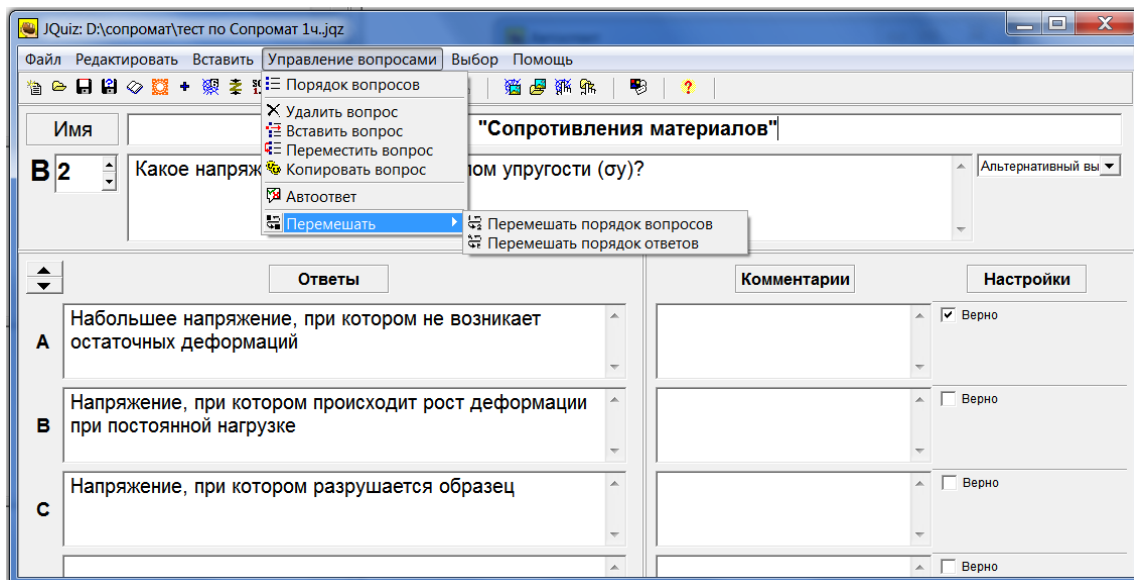 JQuiz: D:\сопромат\тест по Сопромат 1ч..jqz
Файл Редактировать Вставить Управление вопросами Выбор Помощь
Порядок вопросов
Удалить вопрос
Вставить вопрос
Переместить вопрос
Копировать вопрос
Автоответ
Перемешать
Перемешать порядок вопросов
Перемешать порядок ответов
Имя
"Сопротивления материалов"
В 2
Какое напряж
лом упругости (σу)?
Альтернативный вы
Ответы
Комментарии
Настройки
A
Набольшее напряжение, при котором не возникает
остаточных деформаций
Верно
B
Напряжение, при котором происходит рост деформации
при постоянной нагрузке
Верно
C
Напряжение, при котором разрушается образец
Верно
Верно